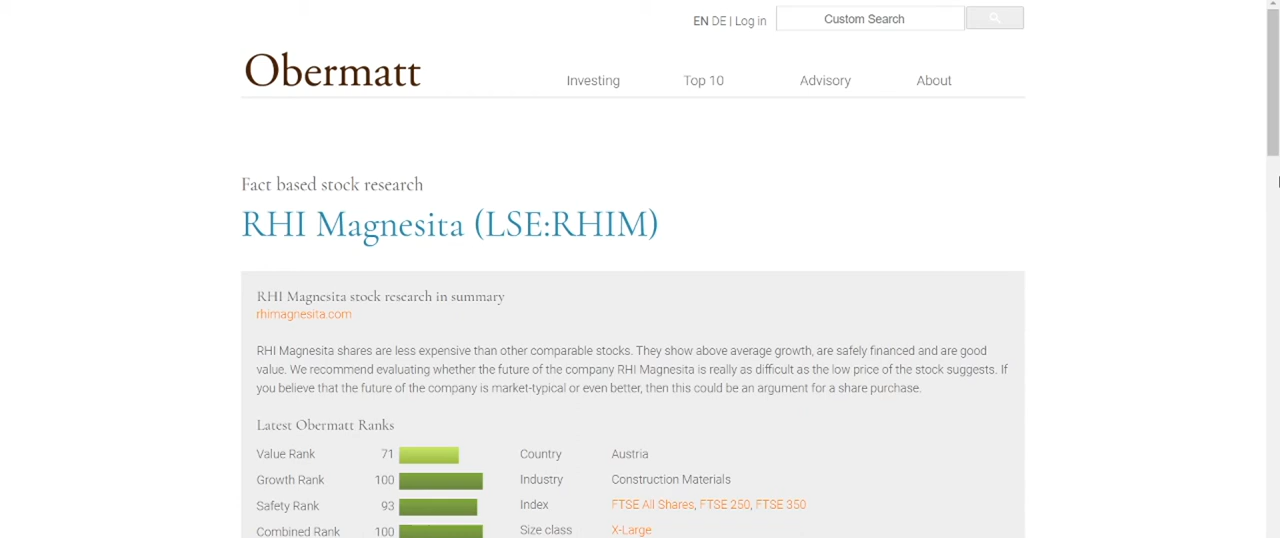 EN DE | Log in
Custom Search
Obermatt
Investing
Top 10
Advisory
About
Fact based stock research
RHI Magnesita (LSE:RHIM)
RHI Magnesita stock research in summary
rhimagnesita.com
RHI Magnesita shares are less expensive than other comparable stocks. They show above average growth, are safely financed and are good
value. We recommend evaluating whether the future of the company RHI Magnesita is really as difficult as the low price of the stock suggests. If
you believe that the future of the company is market-typical or even better, then this could be an argument for a share purchase.
Latest Obermatt Ranks
Value Rank 71 Country Austria
Growth Rank 100 Industry Construction Materials
Safety Rank 93 Index FTSE All Shares, FTSE 250, FTSE 350
Combined Rank 100 Size class X-Large